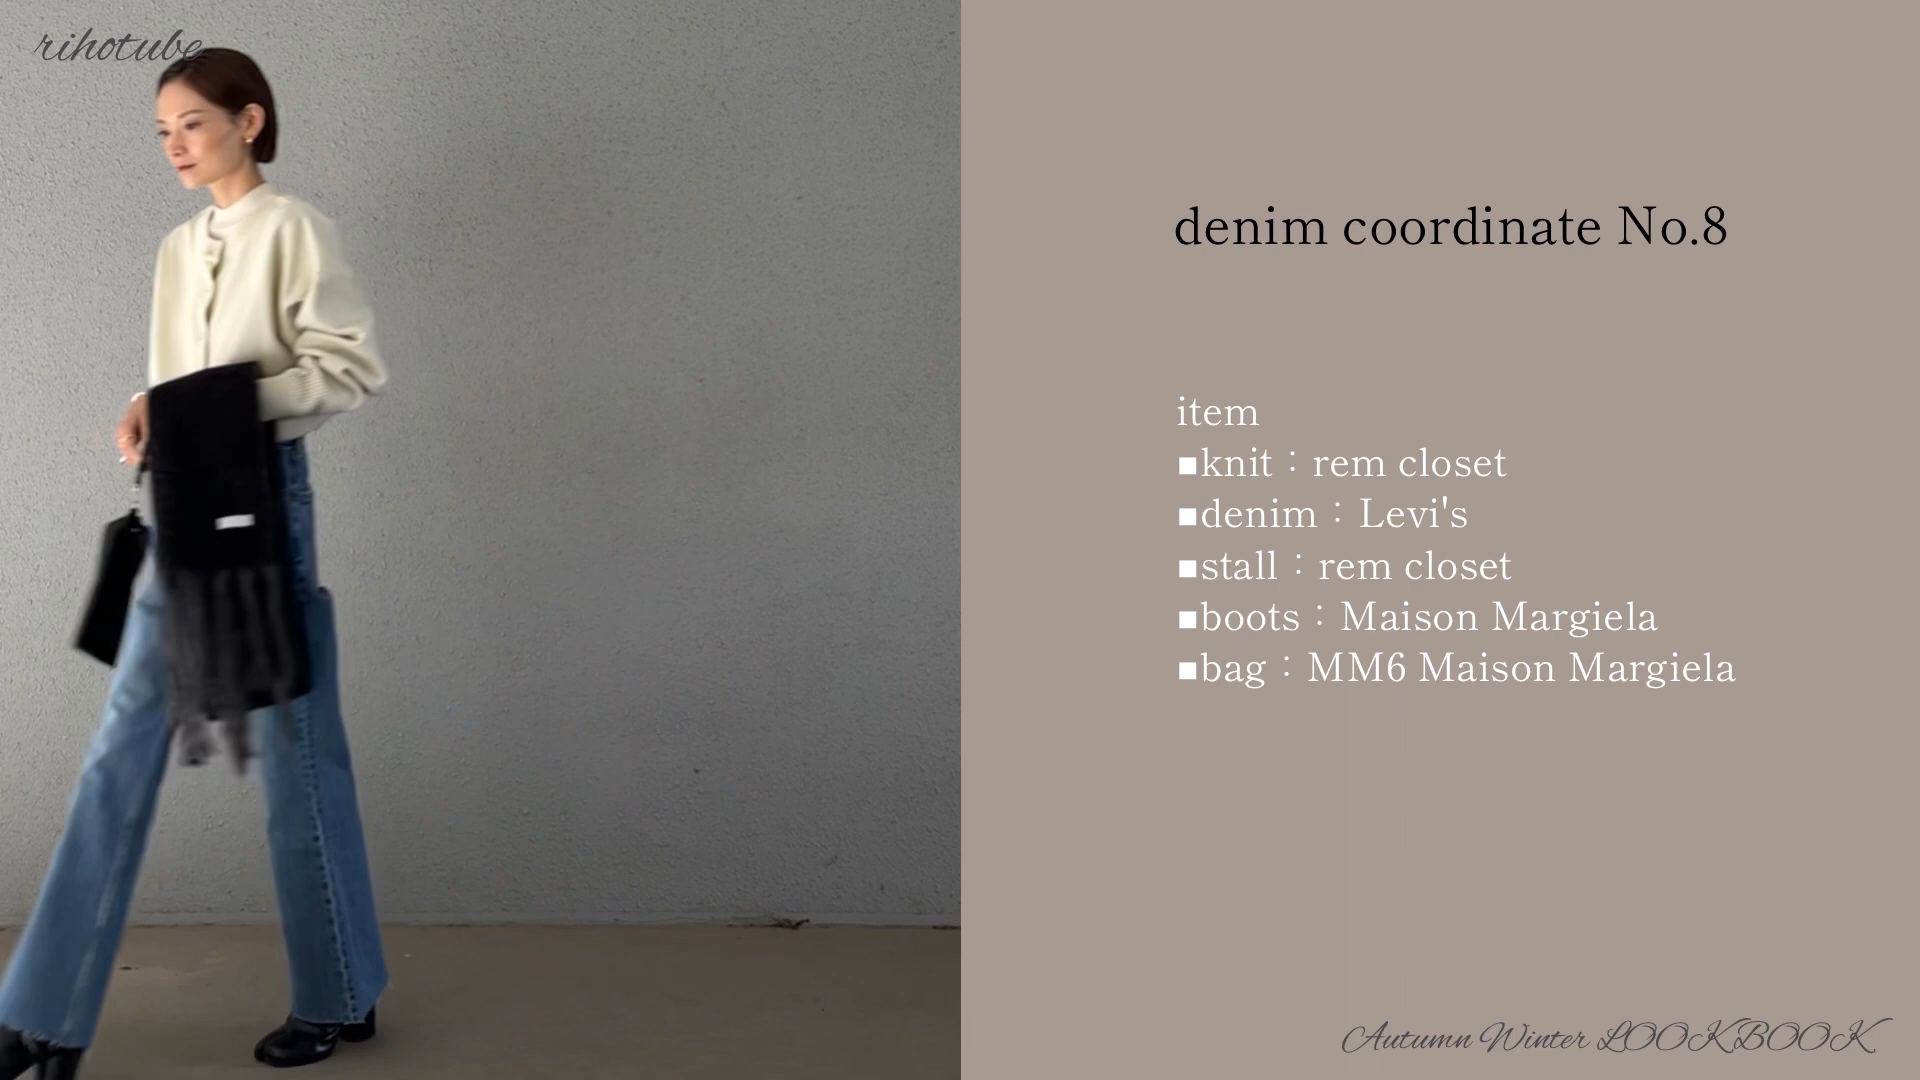 rihotube
denim coordinate No.8
item
■knit：rem closet
■denim：Levi's
■stall：rem closet
■boots：Maison Margiela
■bag：MM6 Maison Margiela
Autumn Winter LOOKBOOK